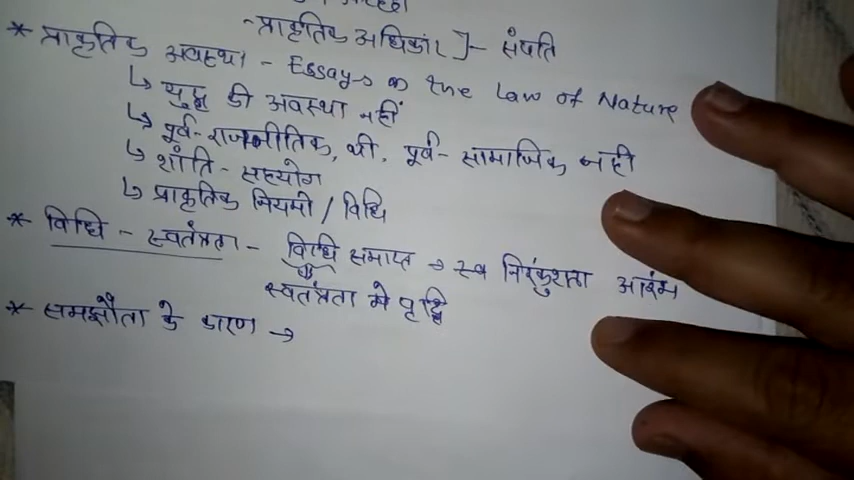 - प्राकृतिक अधिकार ]- संपति
* प्राकृतिक अवस्था - Essays on the Law of Nature
↳ युद्ध की अवस्था नहीं
↳ पूर्व-राजनीतिक, थी, पूर्व-सामाजिक नही
↳ शांति - सहयोग
↳ प्राकृतिक नियमो / विधि
* विधि - स्वतंत्रता - विधि समाप्त → स्व निरंकुशता आरंभ
स्वतंत्रता मे वृद्धि
* समझौता के कारण →